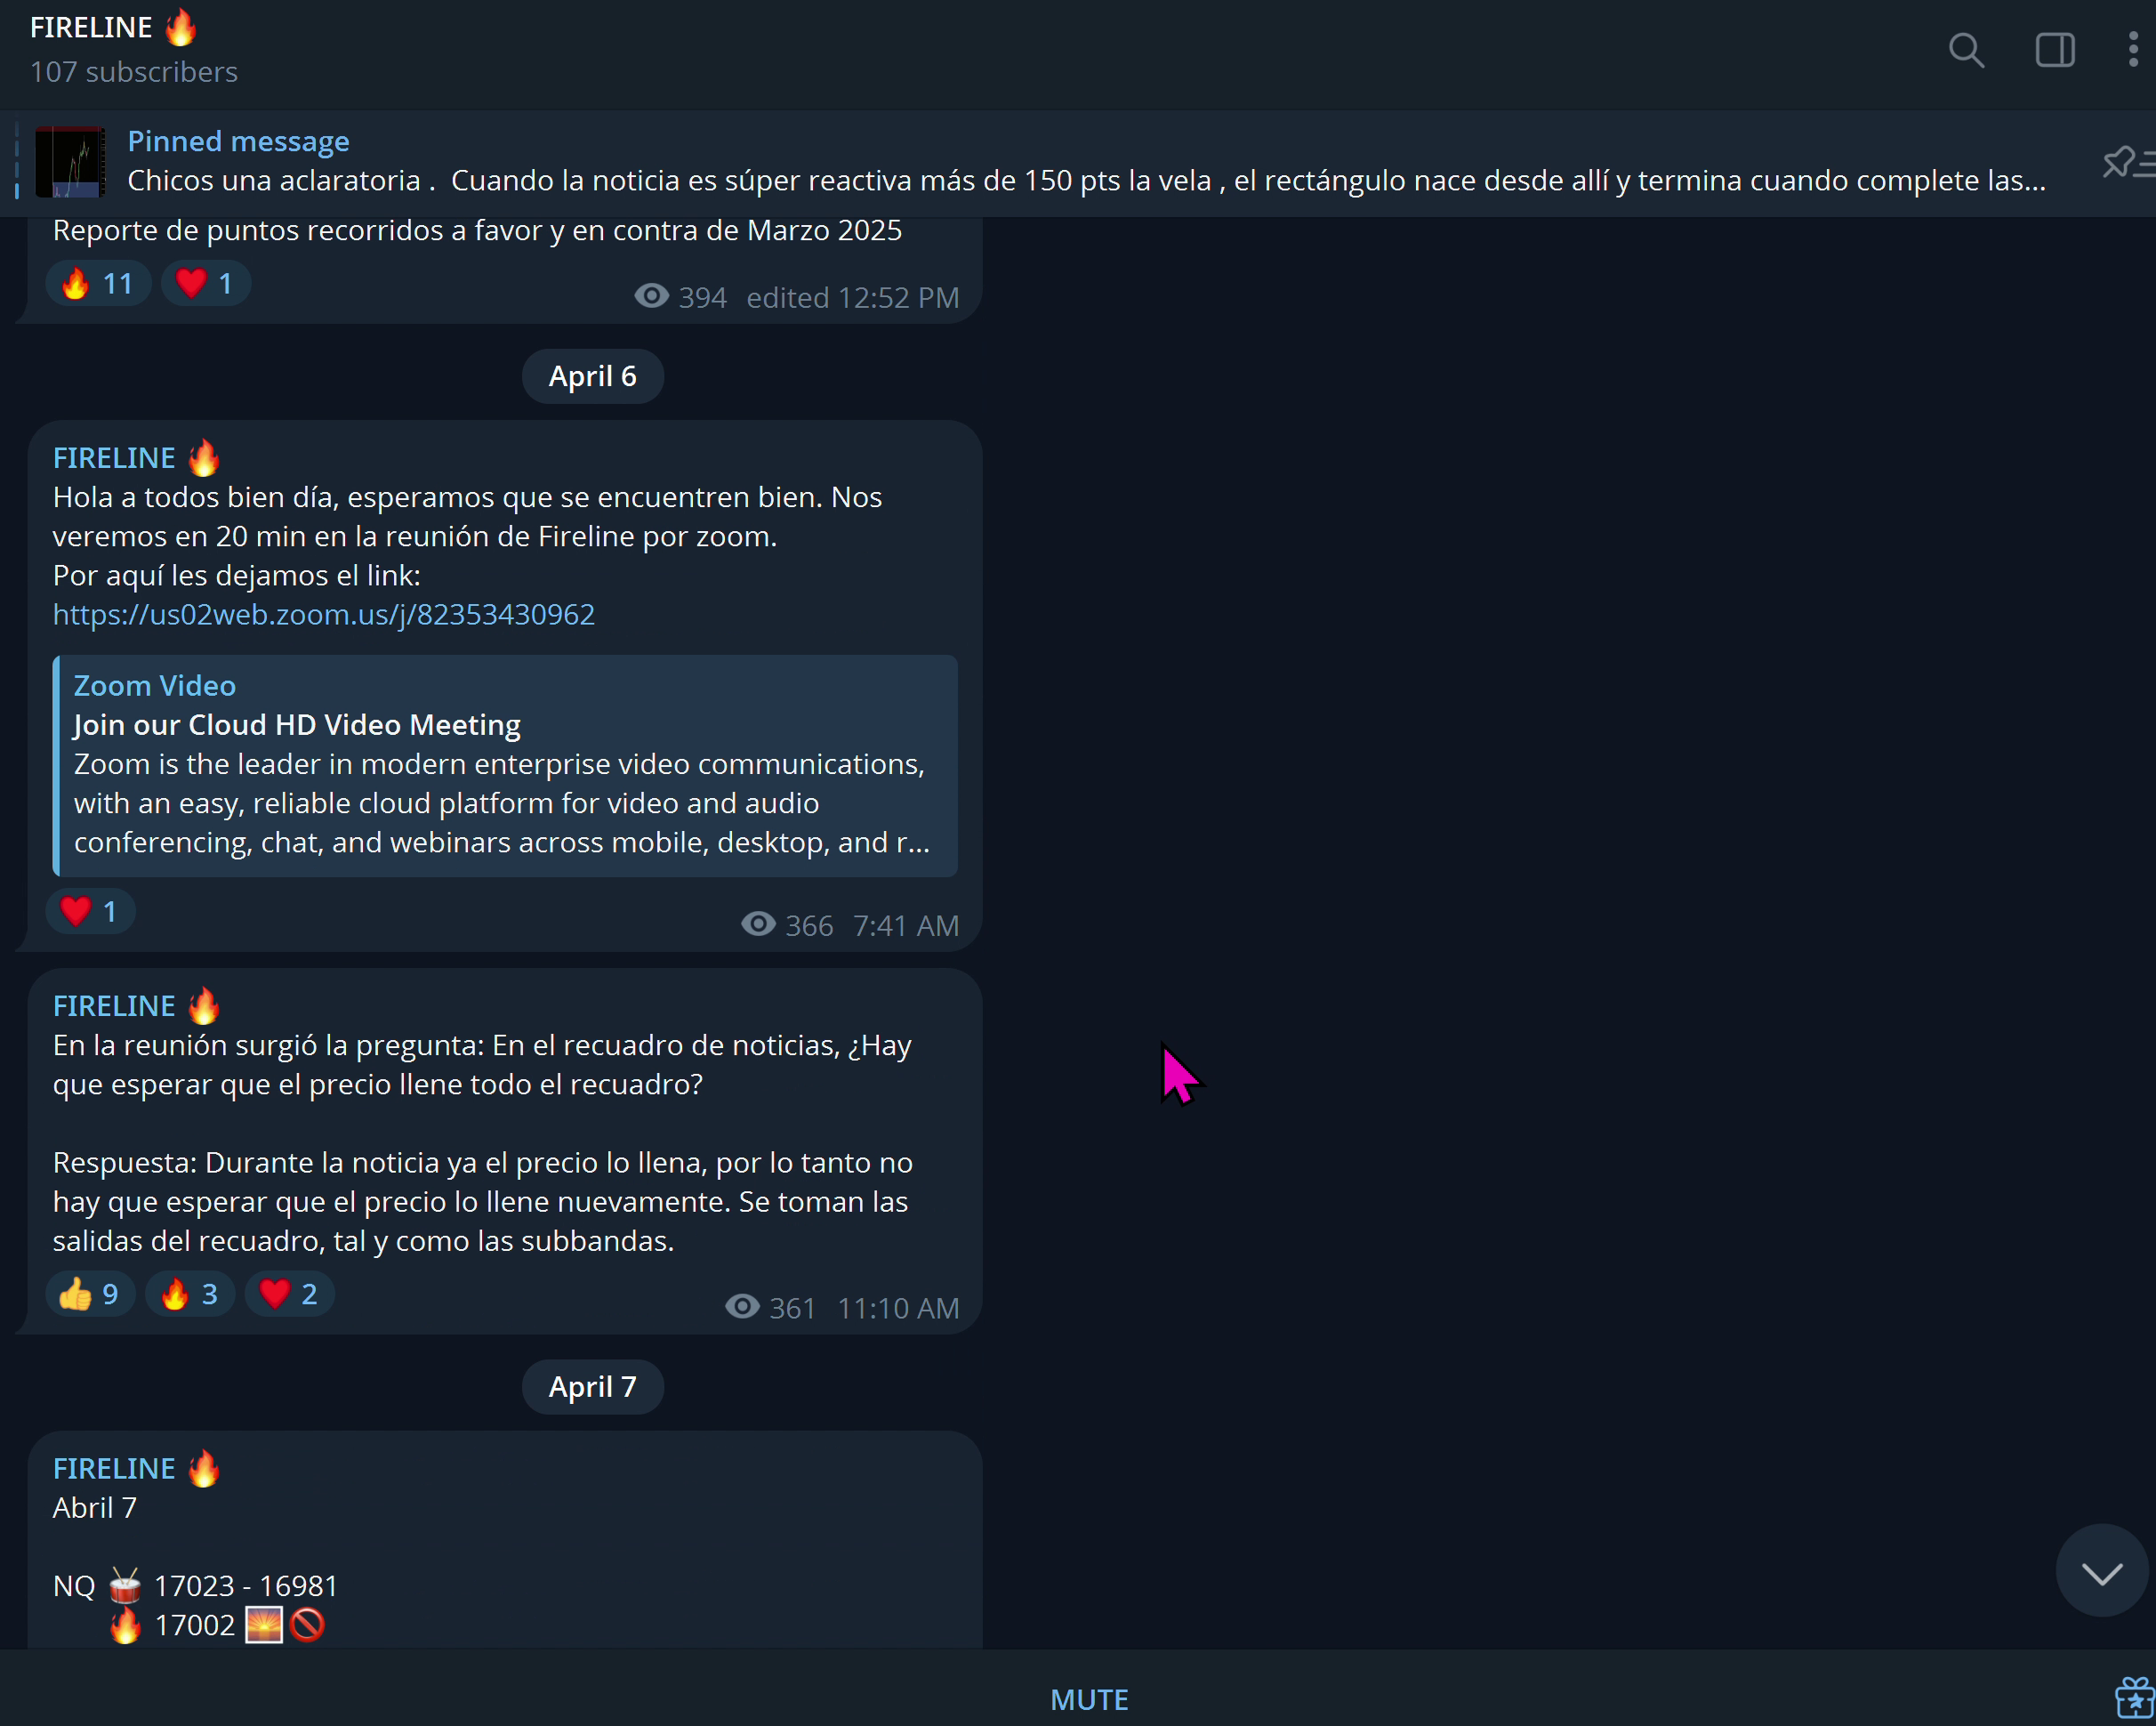 FIRELINE 🔥
107 subscribers
Pinned message
Chicos una aclaratoria .  Cuando la noticia es súper reactiva más de 150 pts la vela , el rectángulo nace desde allí y termina cuando complete las...
Reporte de puntos recorridos a favor y en contra de Marzo 2025
🔥 11 ❤️ 1
394 edited 12:52 PM
April 6
FIRELINE 🔥
Hola a todos bien día, esperamos que se encuentren bien. Nos
veremos en 20 min en la reunión de Fireline por zoom.
Por aquí les dejamos el link:
https://us02web.zoom.us/j/82353430962
Zoom Video
Join our Cloud HD Video Meeting
Zoom is the leader in modern enterprise video communications,
with an easy, reliable cloud platform for video and audio
conferencing, chat, and webinars across mobile, desktop, and r...
❤️ 1
366 7:41 AM
FIRELINE 🔥
En la reunión surgió la pregunta: En el recuadro de noticias, ¿Hay
que esperar que el precio llene todo el recuadro?
Respuesta: Durante la noticia ya el precio lo llena, por lo tanto no
hay que esperar que el precio lo llene nuevamente. Se toman las
salidas del recuadro, tal y como las subbandas.
👍 9 🔥 3 ❤️ 2
361 11:10 AM
April 7
FIRELINE 🔥
Abril 7
NQ 🥁 17023 - 16981
🔥 17002 🌅🚫
MUTE